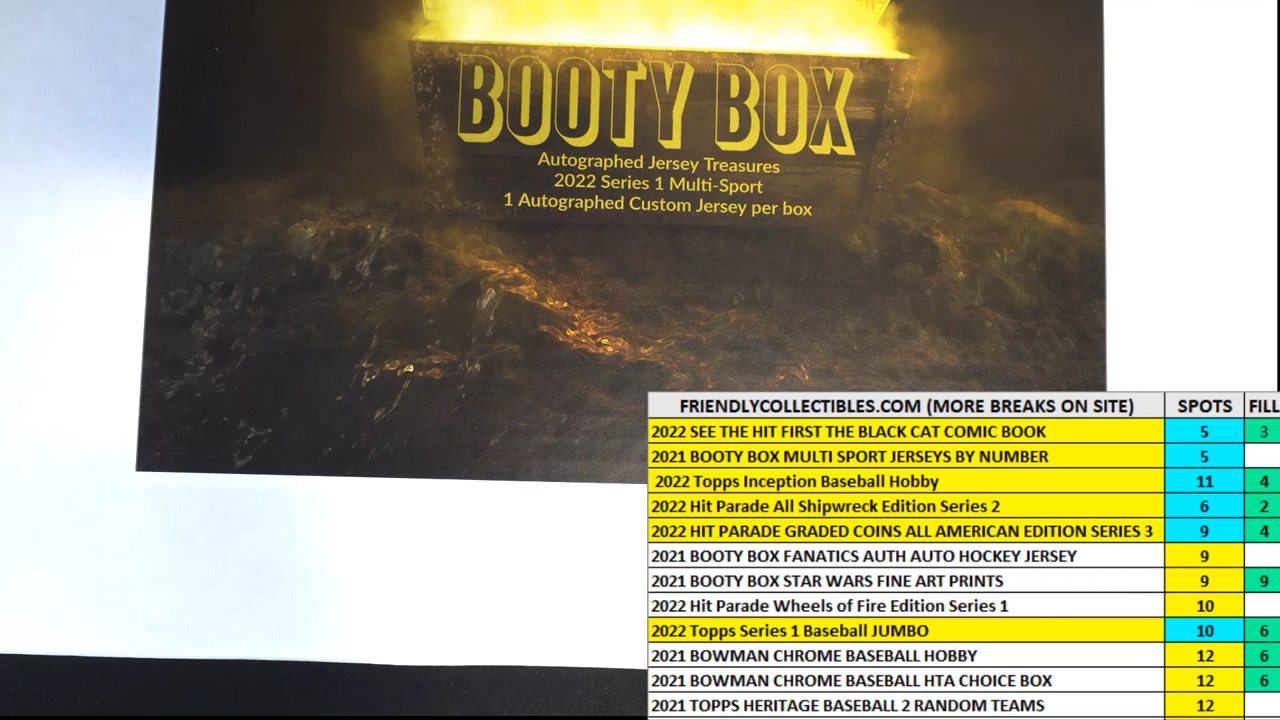 BOOTY BOX
Autographed Jersey Treasures
2022 Series 1 Multi-Sport
1 Autographed Custom Jersey per box
FRIENDLYCOLLECTIBLES.COM (MORE BREAKS ON SITE) SPOTS FILL
2022 SEE THE HIT FIRST THE BLACK CAT COMIC BOOK 5 3
2021 BOOTY BOX MULTI SPORT JERSEYS BY NUMBER 5
2022 Topps Inception Baseball Hobby 11 4
2022 Hit Parade All Shipwreck Edition Series 2 6 2
2022 HIT PARADE GRADED COINS ALL AMERICAN EDITION SERIES 3 9 4
2021 BOOTY BOX FANATICS AUTH AUTO HOCKEY JERSEY 9
2021 BOOTY BOX STAR WARS FINE ART PRINTS 9 9
2022 Hit Parade Wheels of Fire Edition Series 1 10
2022 Topps Series 1 Baseball JUMBO 10 6
2021 BOWMAN CHROME BASEBALL HOBBY 12 6
2021 BOWMAN CHROME BASEBALL HTA CHOICE BOX 12 6
2021 TOPPS HERITAGE BASEBALL 2 RANDOM TEAMS 12